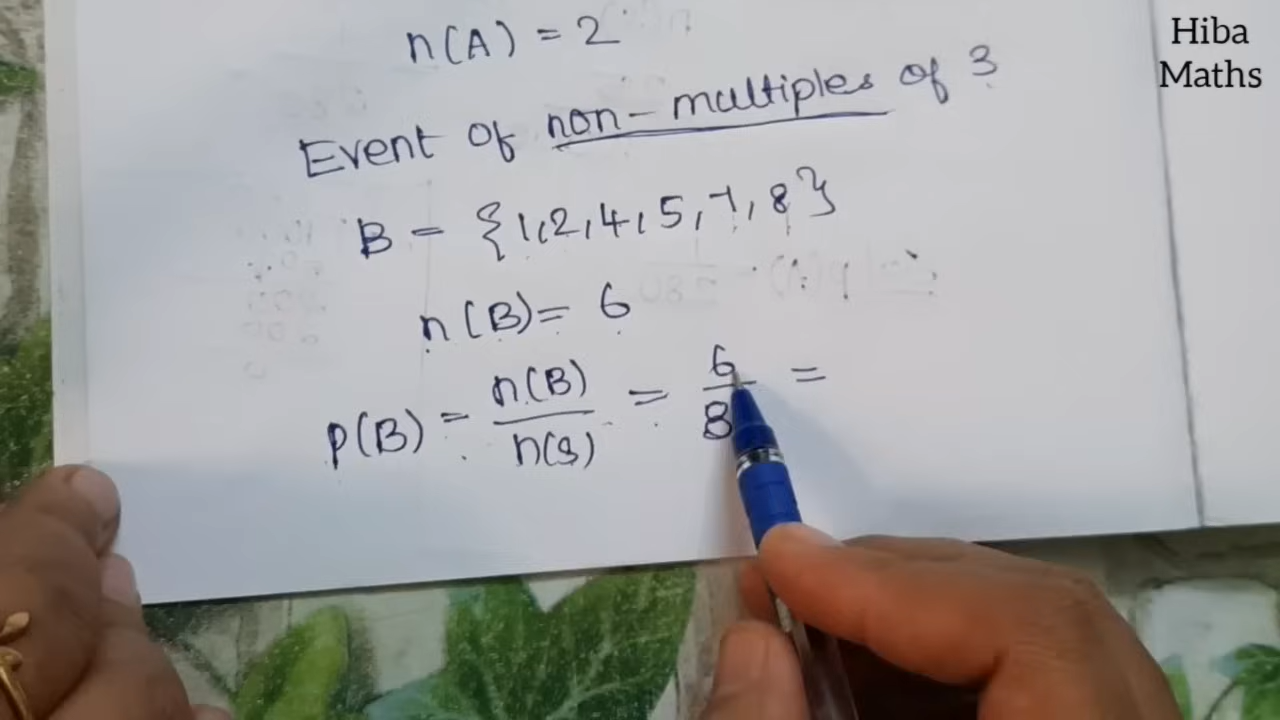 Hiba
Maths
n(A) = 2
Event of non-multiples of 3
B = {1,2,4,5,7,8}
n(B) = 6
P(B) = n(B)/n(S) = 6/8 =